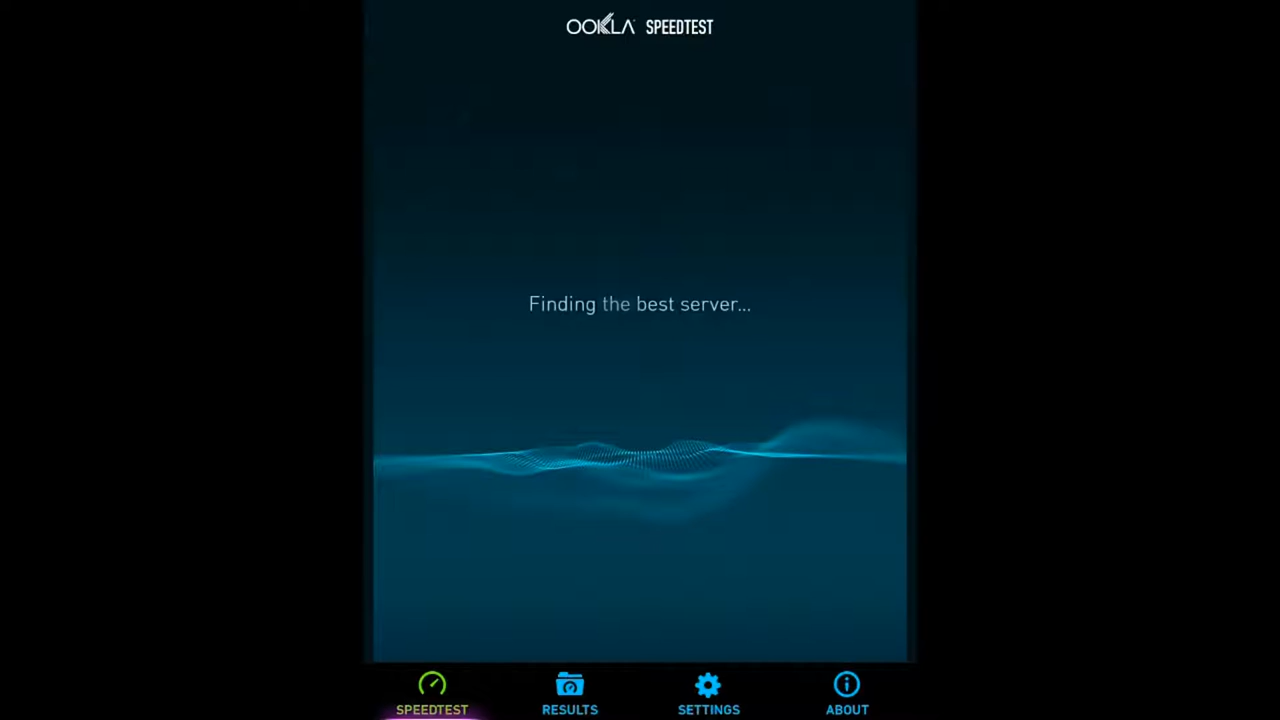 OOKLA SPEEDTEST
Finding the best server...
SPEEDTEST RESULTS SETTINGS ABOUT